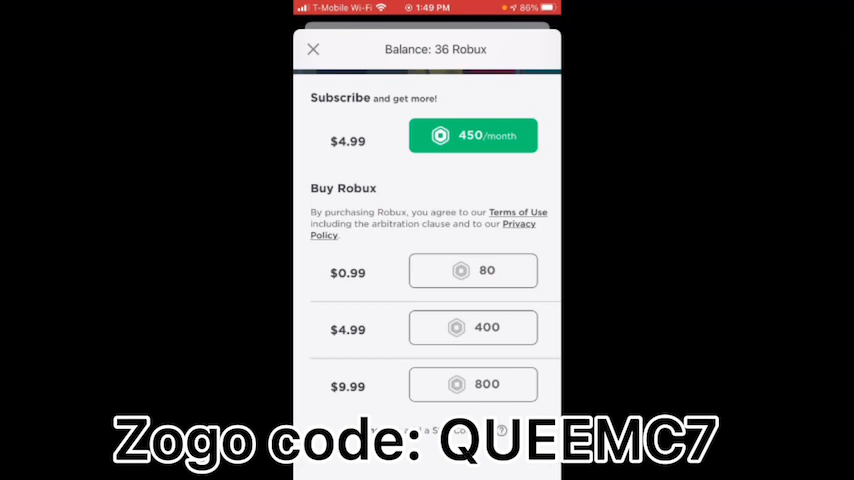 T-Mobile Wi-Fi 1:49 PM 86%
Balance: 36 Robux
Subscribe and get more!
$4.99 450/month
Buy Robux
By purchasing Robux, you agree to our Terms of Use
including the arbitration clause and to our Privacy
Policy.
$0.99 80
$4.99 400
$9.99 800
Zogo code: QUEEMC7